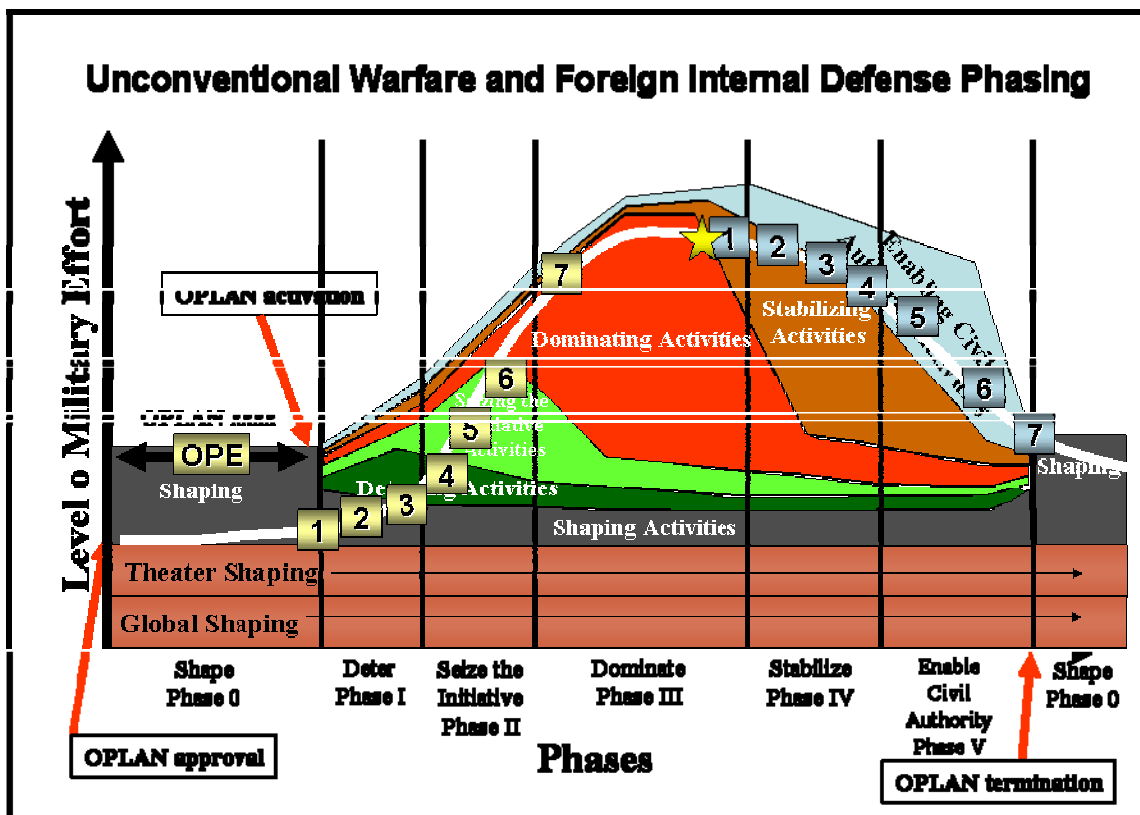 Unconventional Warfare and Foreign Internal Defense Phasing
Level o Military Effort
OPLAN activation
OPLAN
OPE
Shaping
1
2
3
4
5
6
7
1
2
3
4
5
6
7
Dominating Activities
Stabilizing
Activities
Enabling Civil
Activities
Shaping
Shaping Activities
Theater Shaping
Global Shaping
Shape
Phase 0
Deter
Phase I
Seize the
Initiative
Phase II
Dominate
Phase III
Stabilize
Phase IV
Enable
Civil
Authority
Phase V
Shape
Phase 0
OPLAN approval
Phases
OPLAN termination